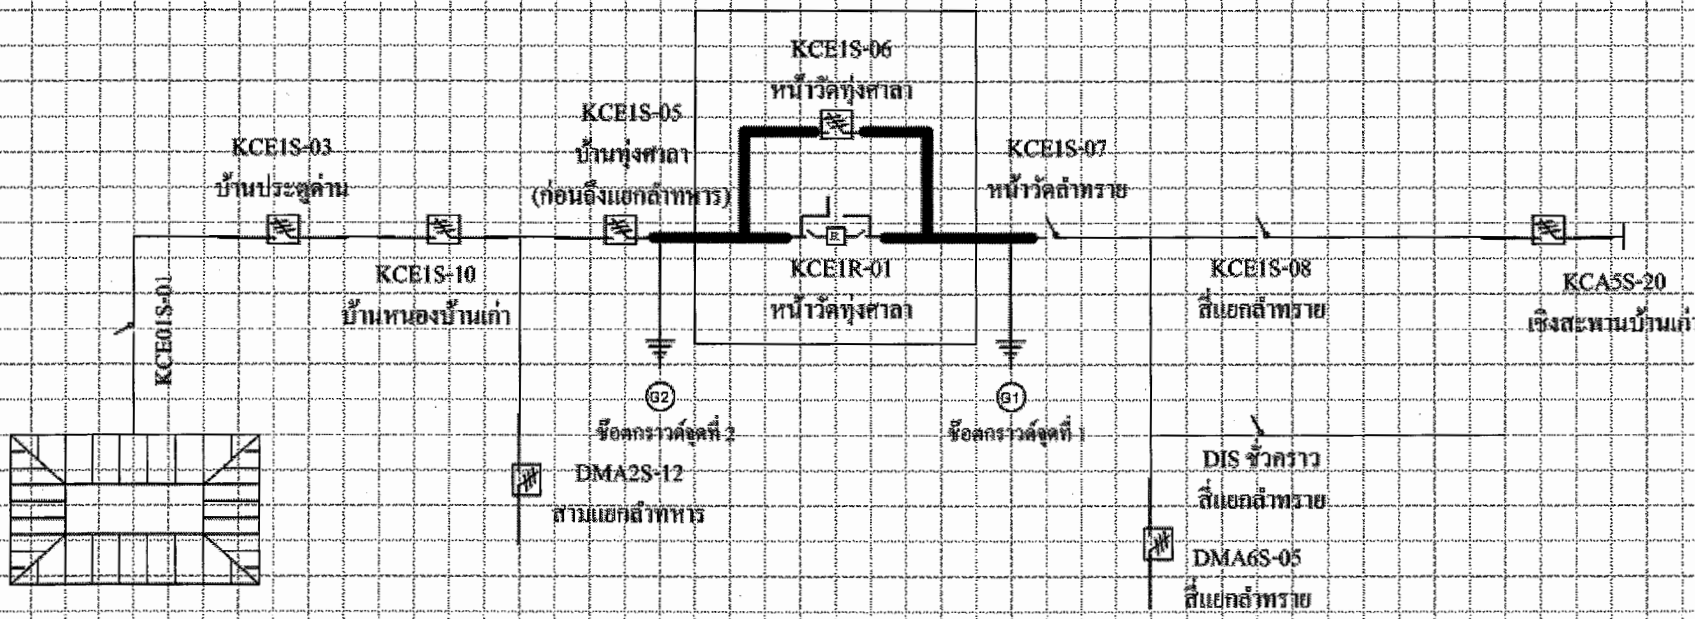 KCE1S-06
หน้าวัดทุ่งศาลา
KCE1S-05
บ้านทุ่งศาลา
(ก่อนถึงแยกลำทหาร)
KCE1S-03
บ้านประตูด่าน
KCE1S-07
หน้าวัดลำทราย
KCE1S-10
บ้านหนองบ้านเก่า
R
KCE1R-01
หน้าวัดทุ่งศาลา
KCE1S-08
สี่แยกลำทราย
KCA5S-20
เชิงสะพานบ้านเก่า
KCE01S-01
G2
ช๊อตกราวด์จุดที่ 2
G1
ช๊อตกราวด์จุดที่ 1
DMA2S-12
สามแยกลำทหาร
DIS ชั่วคราว
สี่แยกลำทราย
DMA6S-05
สี่แยกลำทราย